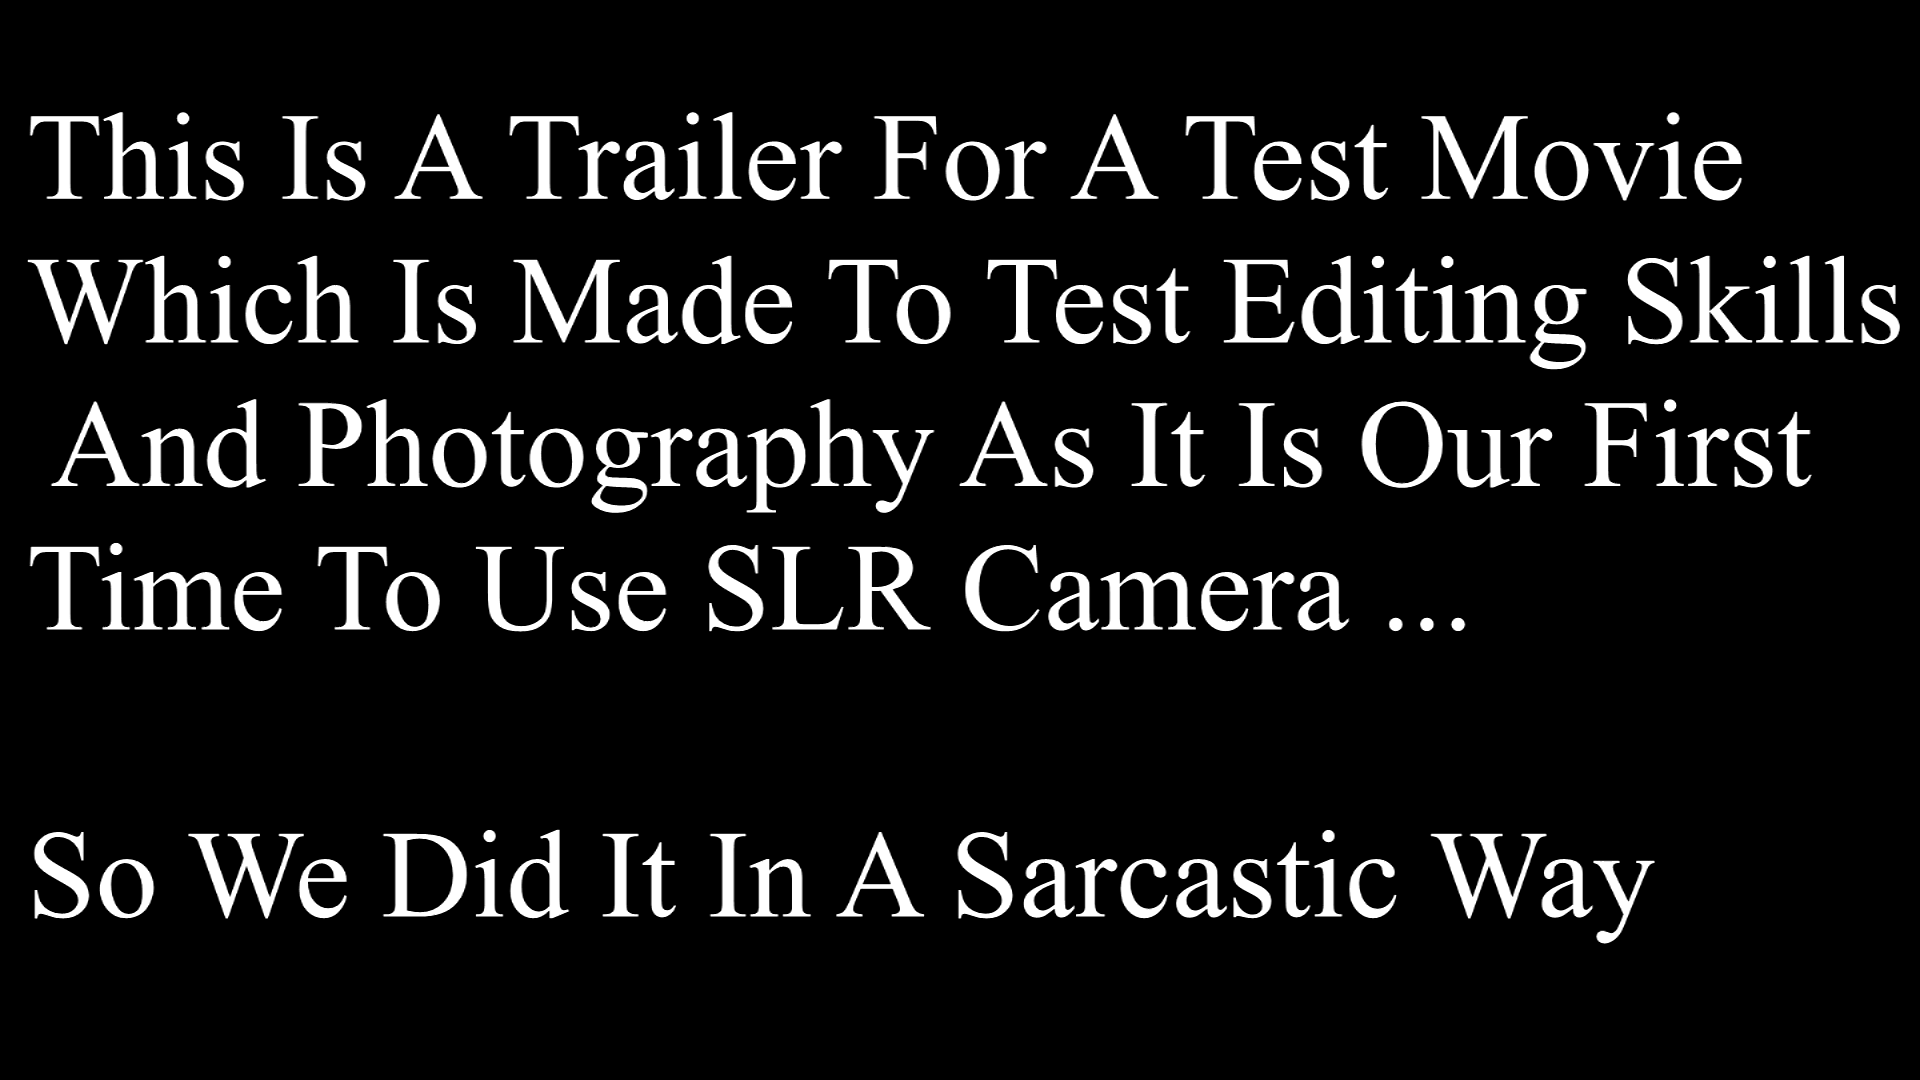 This Is A Trailer For A Test Movie
Which Is Made To Test Editing Skills
And Photography As It Is Our First
Time To Use SLR Camera ...
So We Did It In A Sarcastic Way